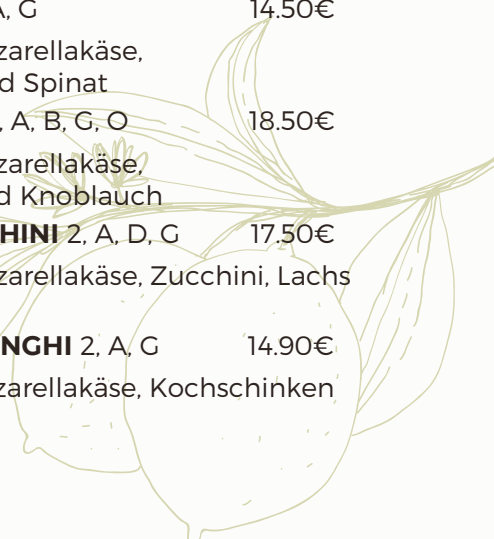 A, G 14.50€
zarellakäse,
d Spinat
, A, B, G, O 18.50€
zarellakäse,
d Knoblauch
HINI 2, A, D, G 17.50€
zarellakäse, Zucchini, Lachs
NGHI 2, A, G 14.90€
zarellakäse, Kochschinken